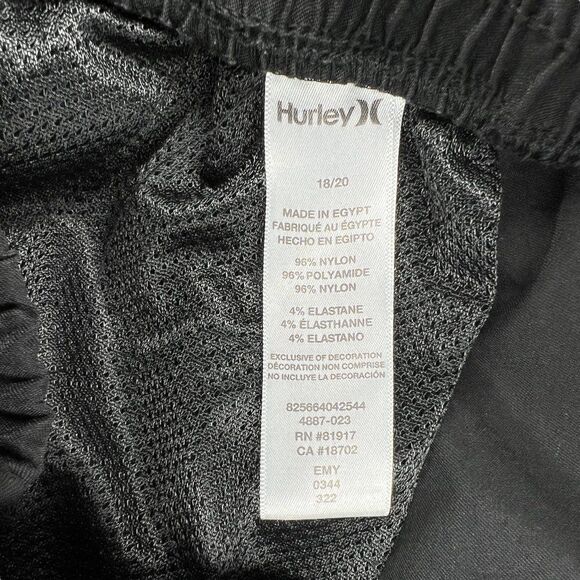 Hurley
18/20
MADE IN EGYPT
FABRIQUÉ AU ÉGYPTE
HECHO EN EGIPTO
96% NYLON
96% POLYAMIDE
96% NYLON
4% ELASTANE
4% ÉLASTHANNE
4% ELASTANO
EXCLUSIVE OF DECORATION
DÉCORATION NON COMPRISE
NO INCLUYE LA DECORACIÓN
825664042544
4887-023
RN #81917
CA #18702
EMY
0344
322